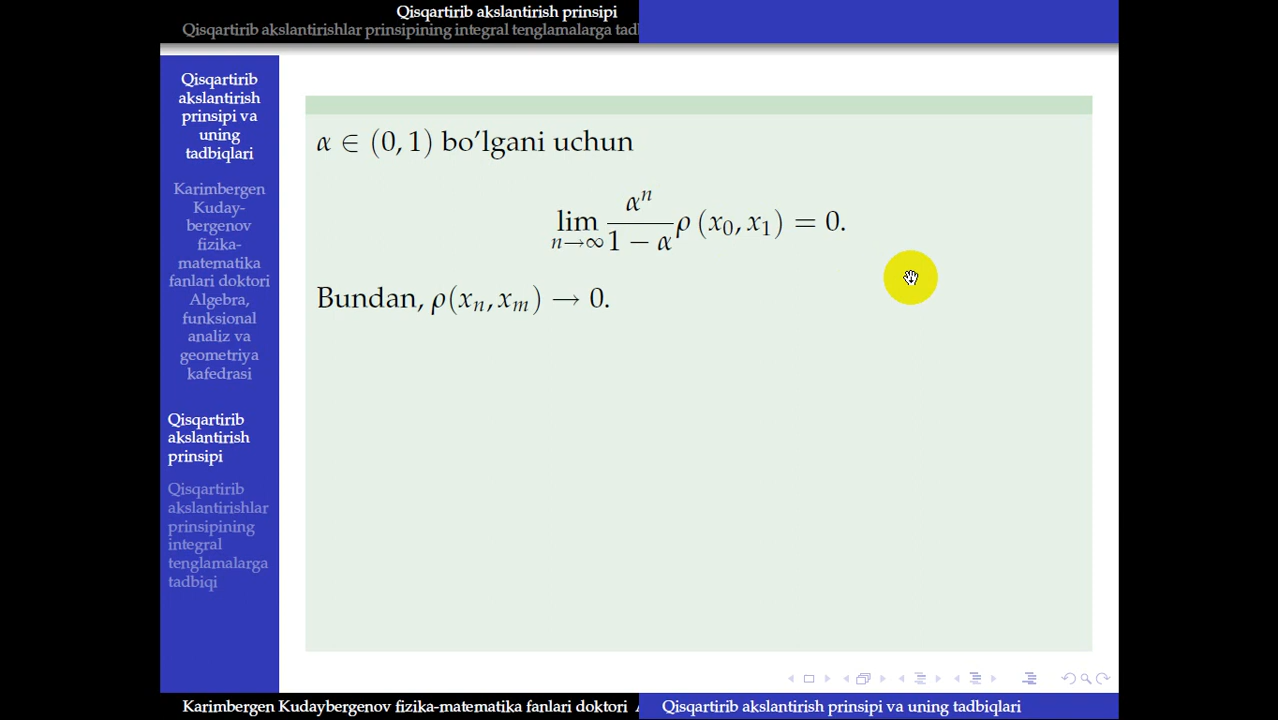 Qisqartirib akslantirish prinsipi
Qisqartirib akslantirishlar prinsipining integral tenglamalarga tad
Qisqartirib
akslantirish
prinsipi va
uning
tadbiqlari
Karimbergen
Kuday-
bergenov
fizika-
matematika
fanlari doktori
Algebra,
funksional
analiz va
geometriya
kafedrasi
Qisqartirib
akslantirish
prinsipi
Qisqartirib
akslantirishlar
prinsipining
integral
tenglamalarga
tadbiqi
α ∈ (0, 1) bo'lgani uchun
lim_{n→∞} \frac{α^n}{1 − α} ρ (x_0, x_1) = 0.
Bundan, ρ(x_n, x_m) → 0.
Karimbergen Kudaybergenov fizika-matematika fanlari doktori
Qisqartirib akslantirish prinsipi va uning tadbiqlari